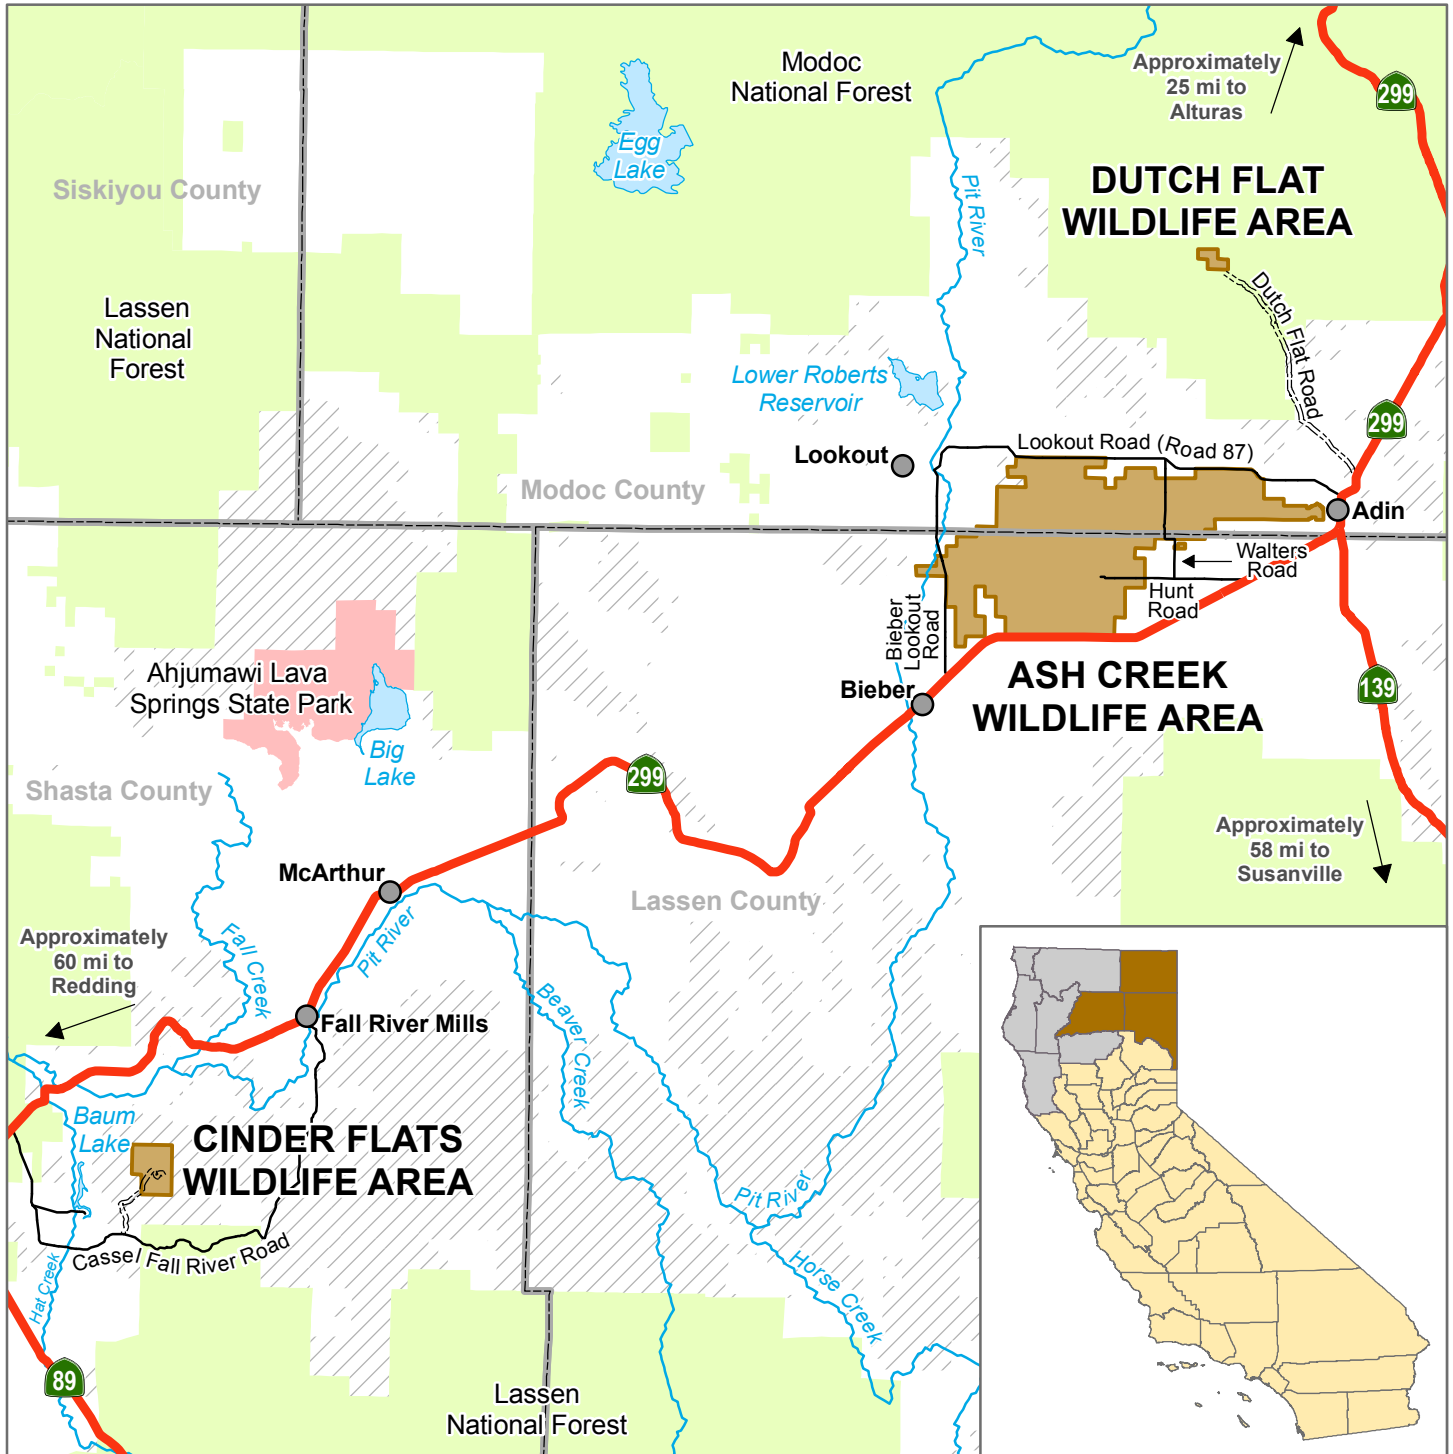 Modoc
National Forest
Approximately
25 mi to
Alturas
299
Egg
Lake
Siskiyou County
Pit River
DUTCH FLAT
WILDLIFE AREA
Lassen
National
Forest
Dutch Flat Road
Lower Roberts
Reservoir
299
Lookout
Lookout Road (Road 87)
Modoc County
Adin
Walters
Road
Hunt
Road
Bieber
Lookout
Road
Ahjumawi Lava
Springs State Park
Bieber
ASH CREEK
WILDLIFE AREA
139
Big
Lake
Shasta County
299
Approximately
58 mi to
Susanville
McArthur
Lassen County
Fall Creek
Pit River
Approximately
60 mi to
Redding
Fall River Mills
Beaver Creek
Baum
Lake
CINDER FLATS
WILDLIFE AREA
Pit River
Cassel Fall River Road
Hat Creek
Horse Creek
89
Lassen
National Forest